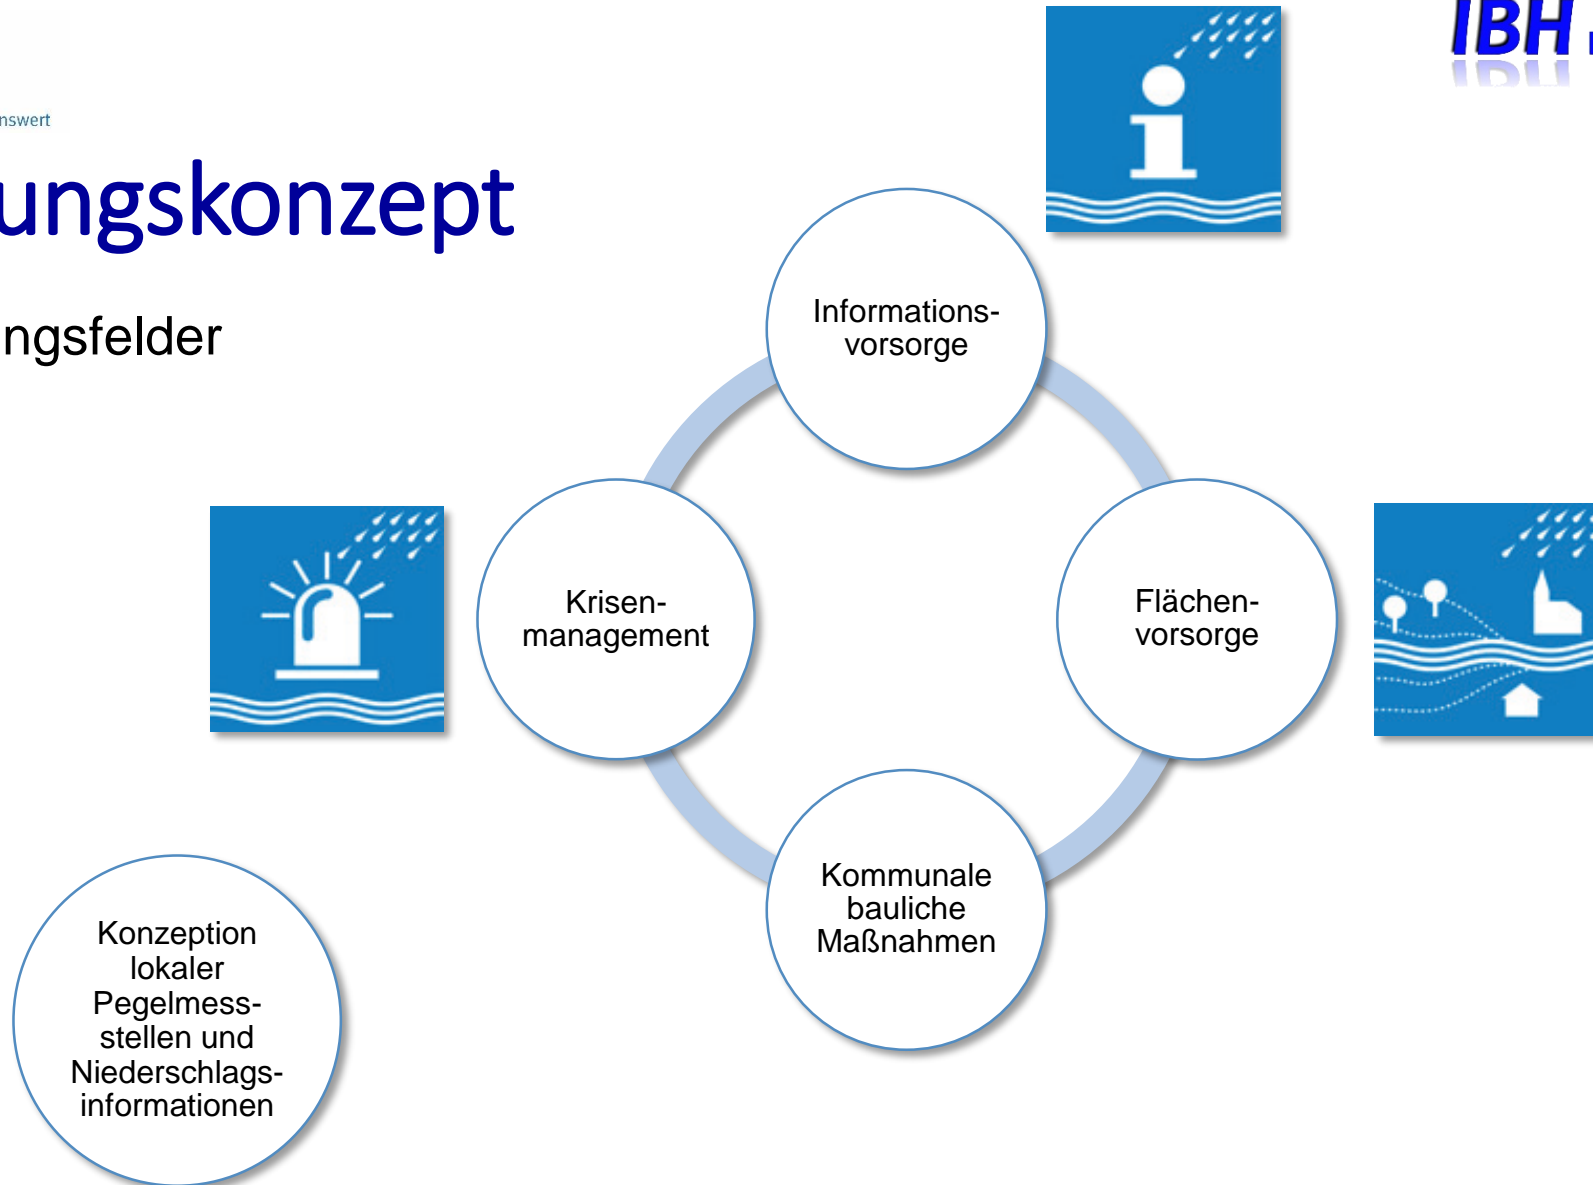 IBH
nswert
ungskonzept
ngsfelder
Informations-
vorsorge
Krisen-
management
Flächen-
vorsorge
Kommunale
bauliche
Maßnahmen
Konzeption
lokaler
Pegelmess-
stellen und
Niederschlags-
informationen